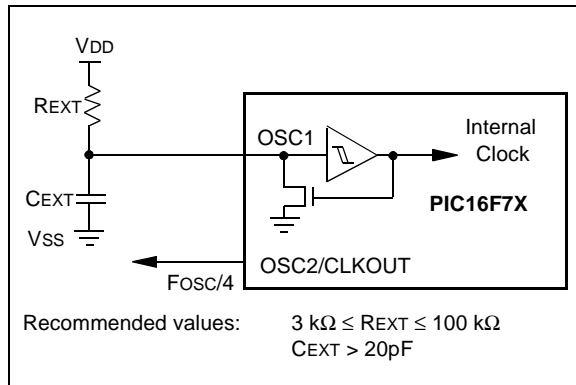 VDD
REXT
OSC1
Internal
Clock
CEXT
PIC16F7X
VSS
OSC2/CLKOUT
FOSC/4
Recommended values: 3 kΩ ≤ REXT ≤ 100 kΩ
CEXT > 20pF